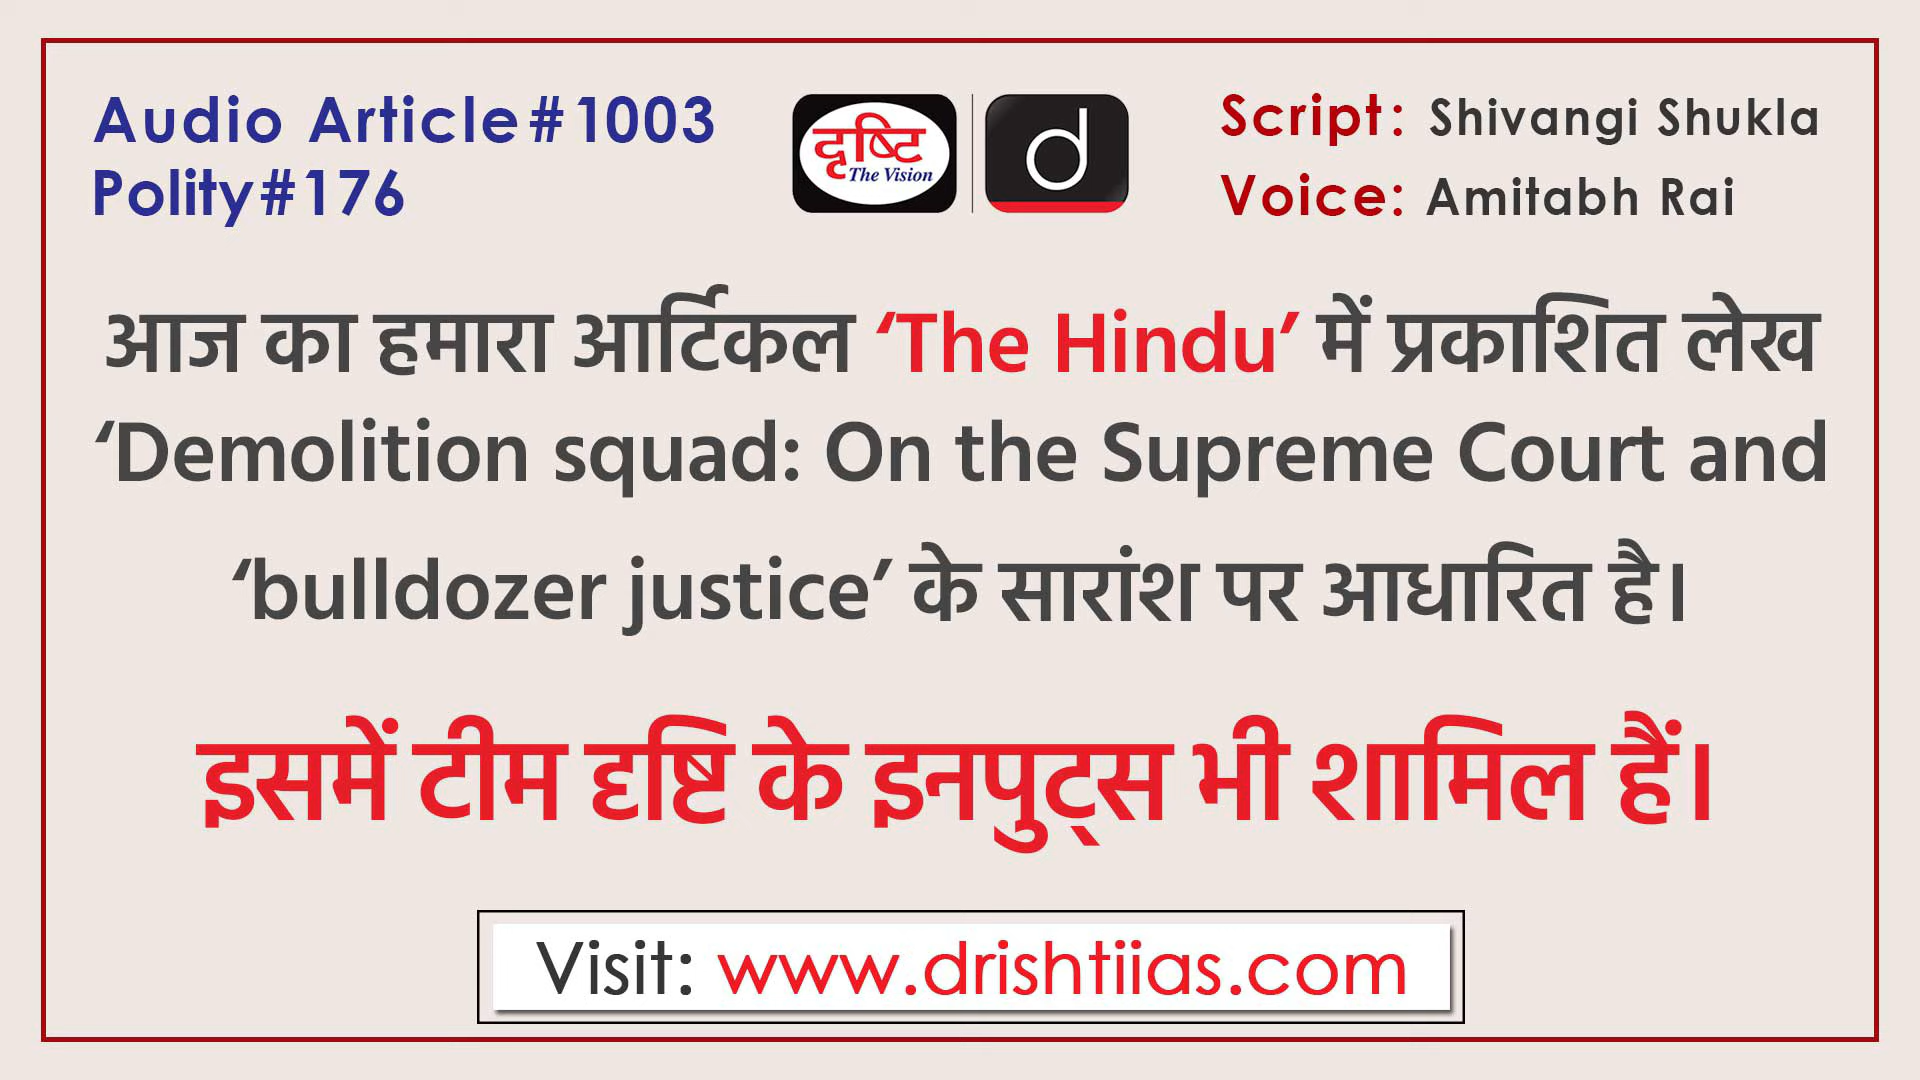 Audio Article#1003
Polity#176
दृष्टि
The Vision
d
Script: Shivangi Shukla
Voice: Amitabh Rai
आज का हमारा आर्टिकल ‘The Hindu’ में प्रकाशित लेख
‘Demolition squad: On the Supreme Court and
‘bulldozer justice’ के सारांश पर आधारित है।
इसमें टीम दृष्टि के इनपुट्स भी शामिल हैं।
Visit: www.drishtiias.com